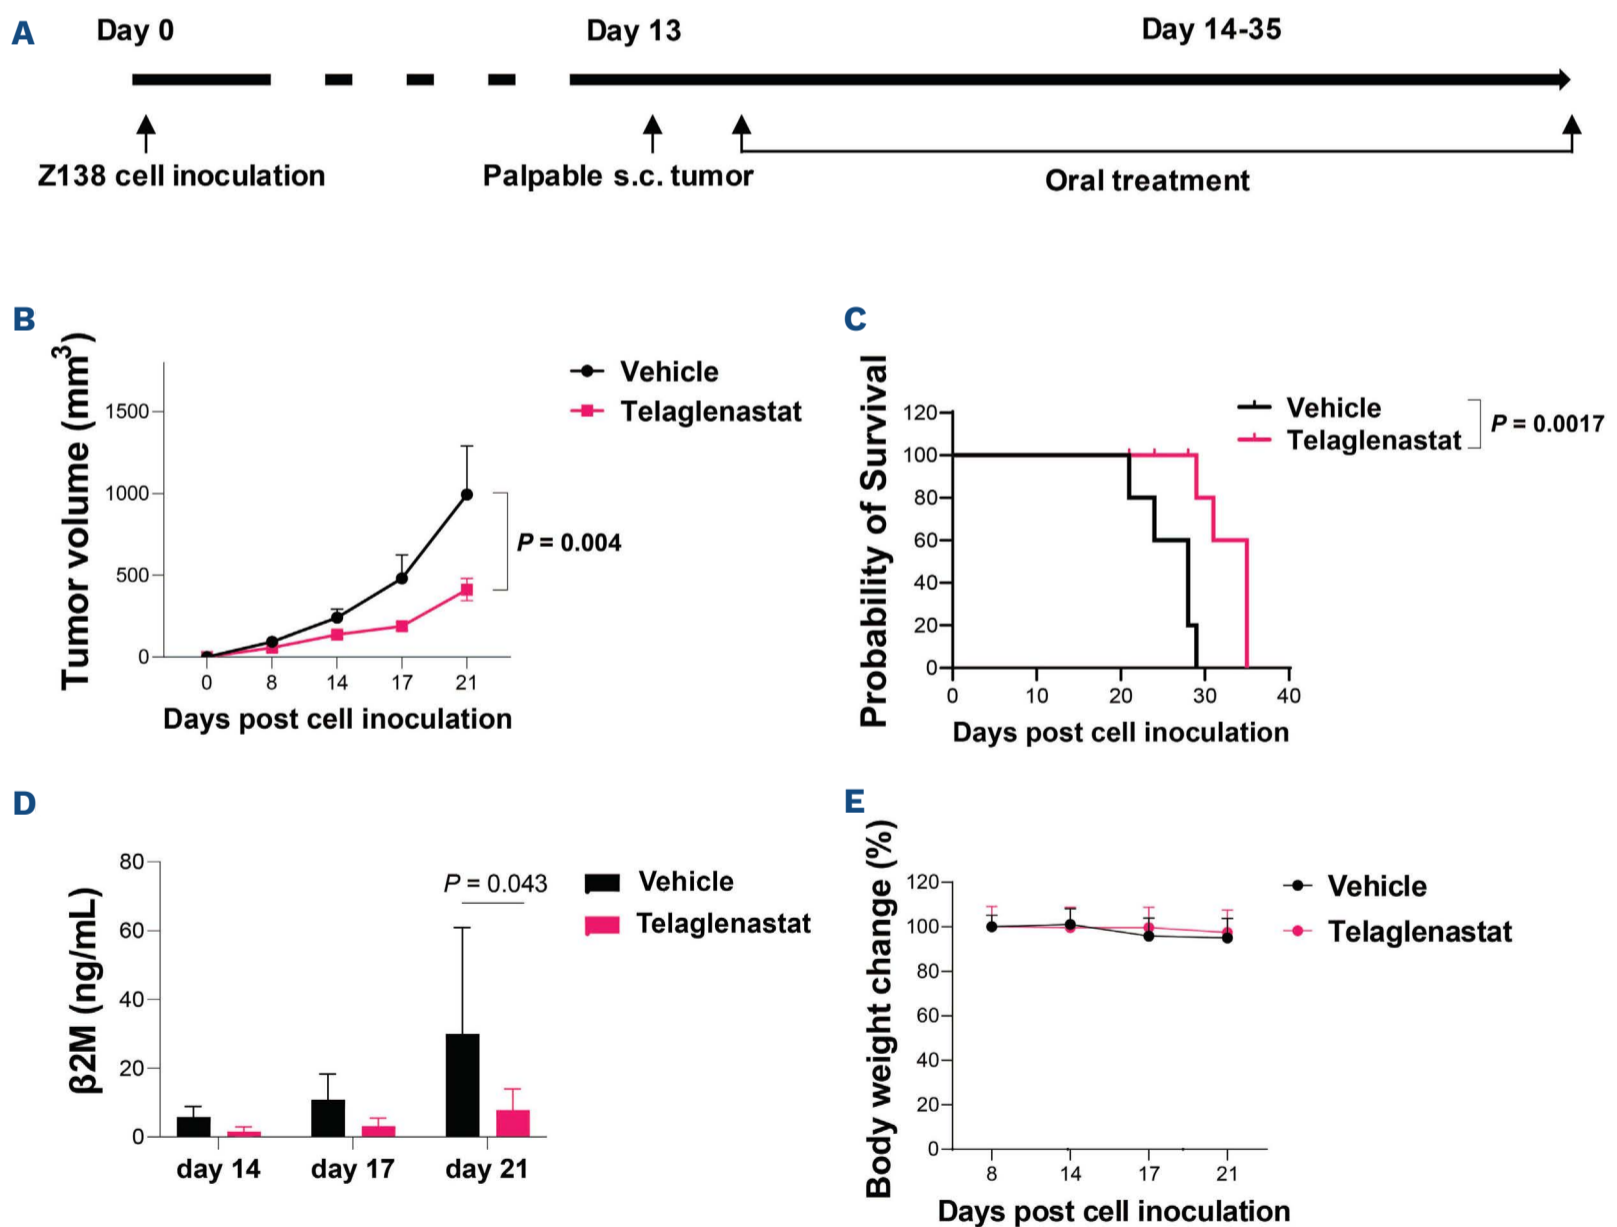 A
Day 0
Day 13
Day 14-35
Z138 cell inoculation
Palpable s.c. tumor
Oral treatment
B
Tumor volume (mm³)
1500
1000
500
0
0 8 14 17 21
Days post cell inoculation
Vehicle
Telaglenastat
P = 0.004
C
Probability of Survival
120
100
80
60
40
20
0
0 10 20 30 40
Days post cell inoculation
Vehicle
Telaglenastat
P = 0.0017
D
β2M (ng/mL)
80
60
40
20
0
day 14 day 17 day 21
P = 0.043
Vehicle
Telaglenastat
E
Body weight change (%)
120
100
80
60
40
20
0
8 14 17 21
Days post cell inoculation
Vehicle
Telaglenastat